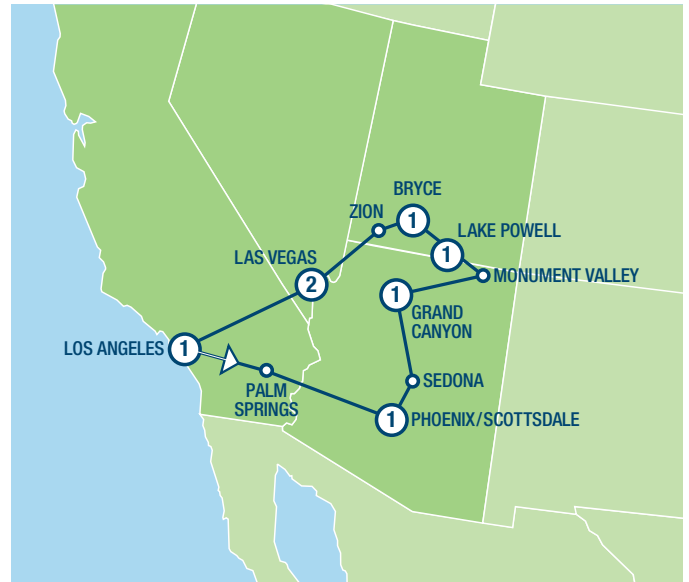 BRYCE
1
ZION
LAKE POWELL
1
LAS VEGAS
2
MONUMENT VALLEY
1
GRAND
CANYON
LOS ANGELES
1
PALM
SPRINGS
SEDONA
1
PHOENIX/SCOTTSDALE